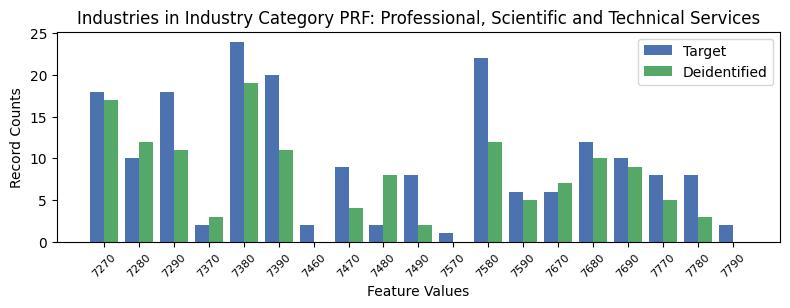 Industries in Industry Category PRF: Professional, Scientific and Technical Services
Target
Deidentified
Record Counts
25
20
15
10
5
0
7270 7280 7290 7370 7380 7390 7460 7470 7480 7490 7570 7580 7590 7670 7680 7690 7770 7780 7790
Feature Values